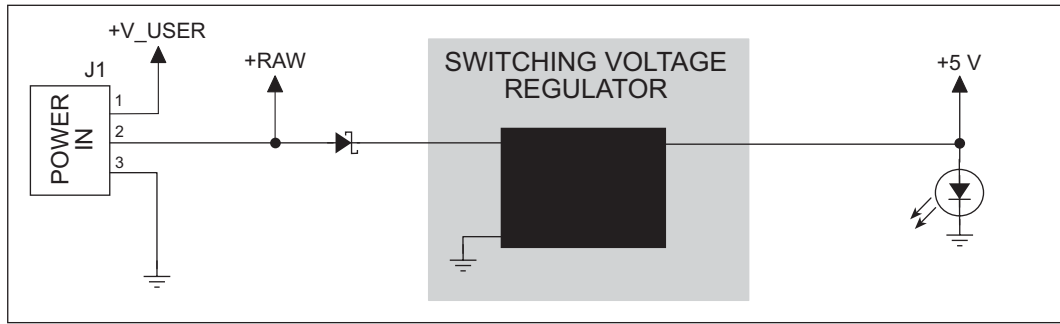 +V_USER
+RAW
J1
POWER
IN
1
2
3
SWITCHING VOLTAGE
REGULATOR
+5 V